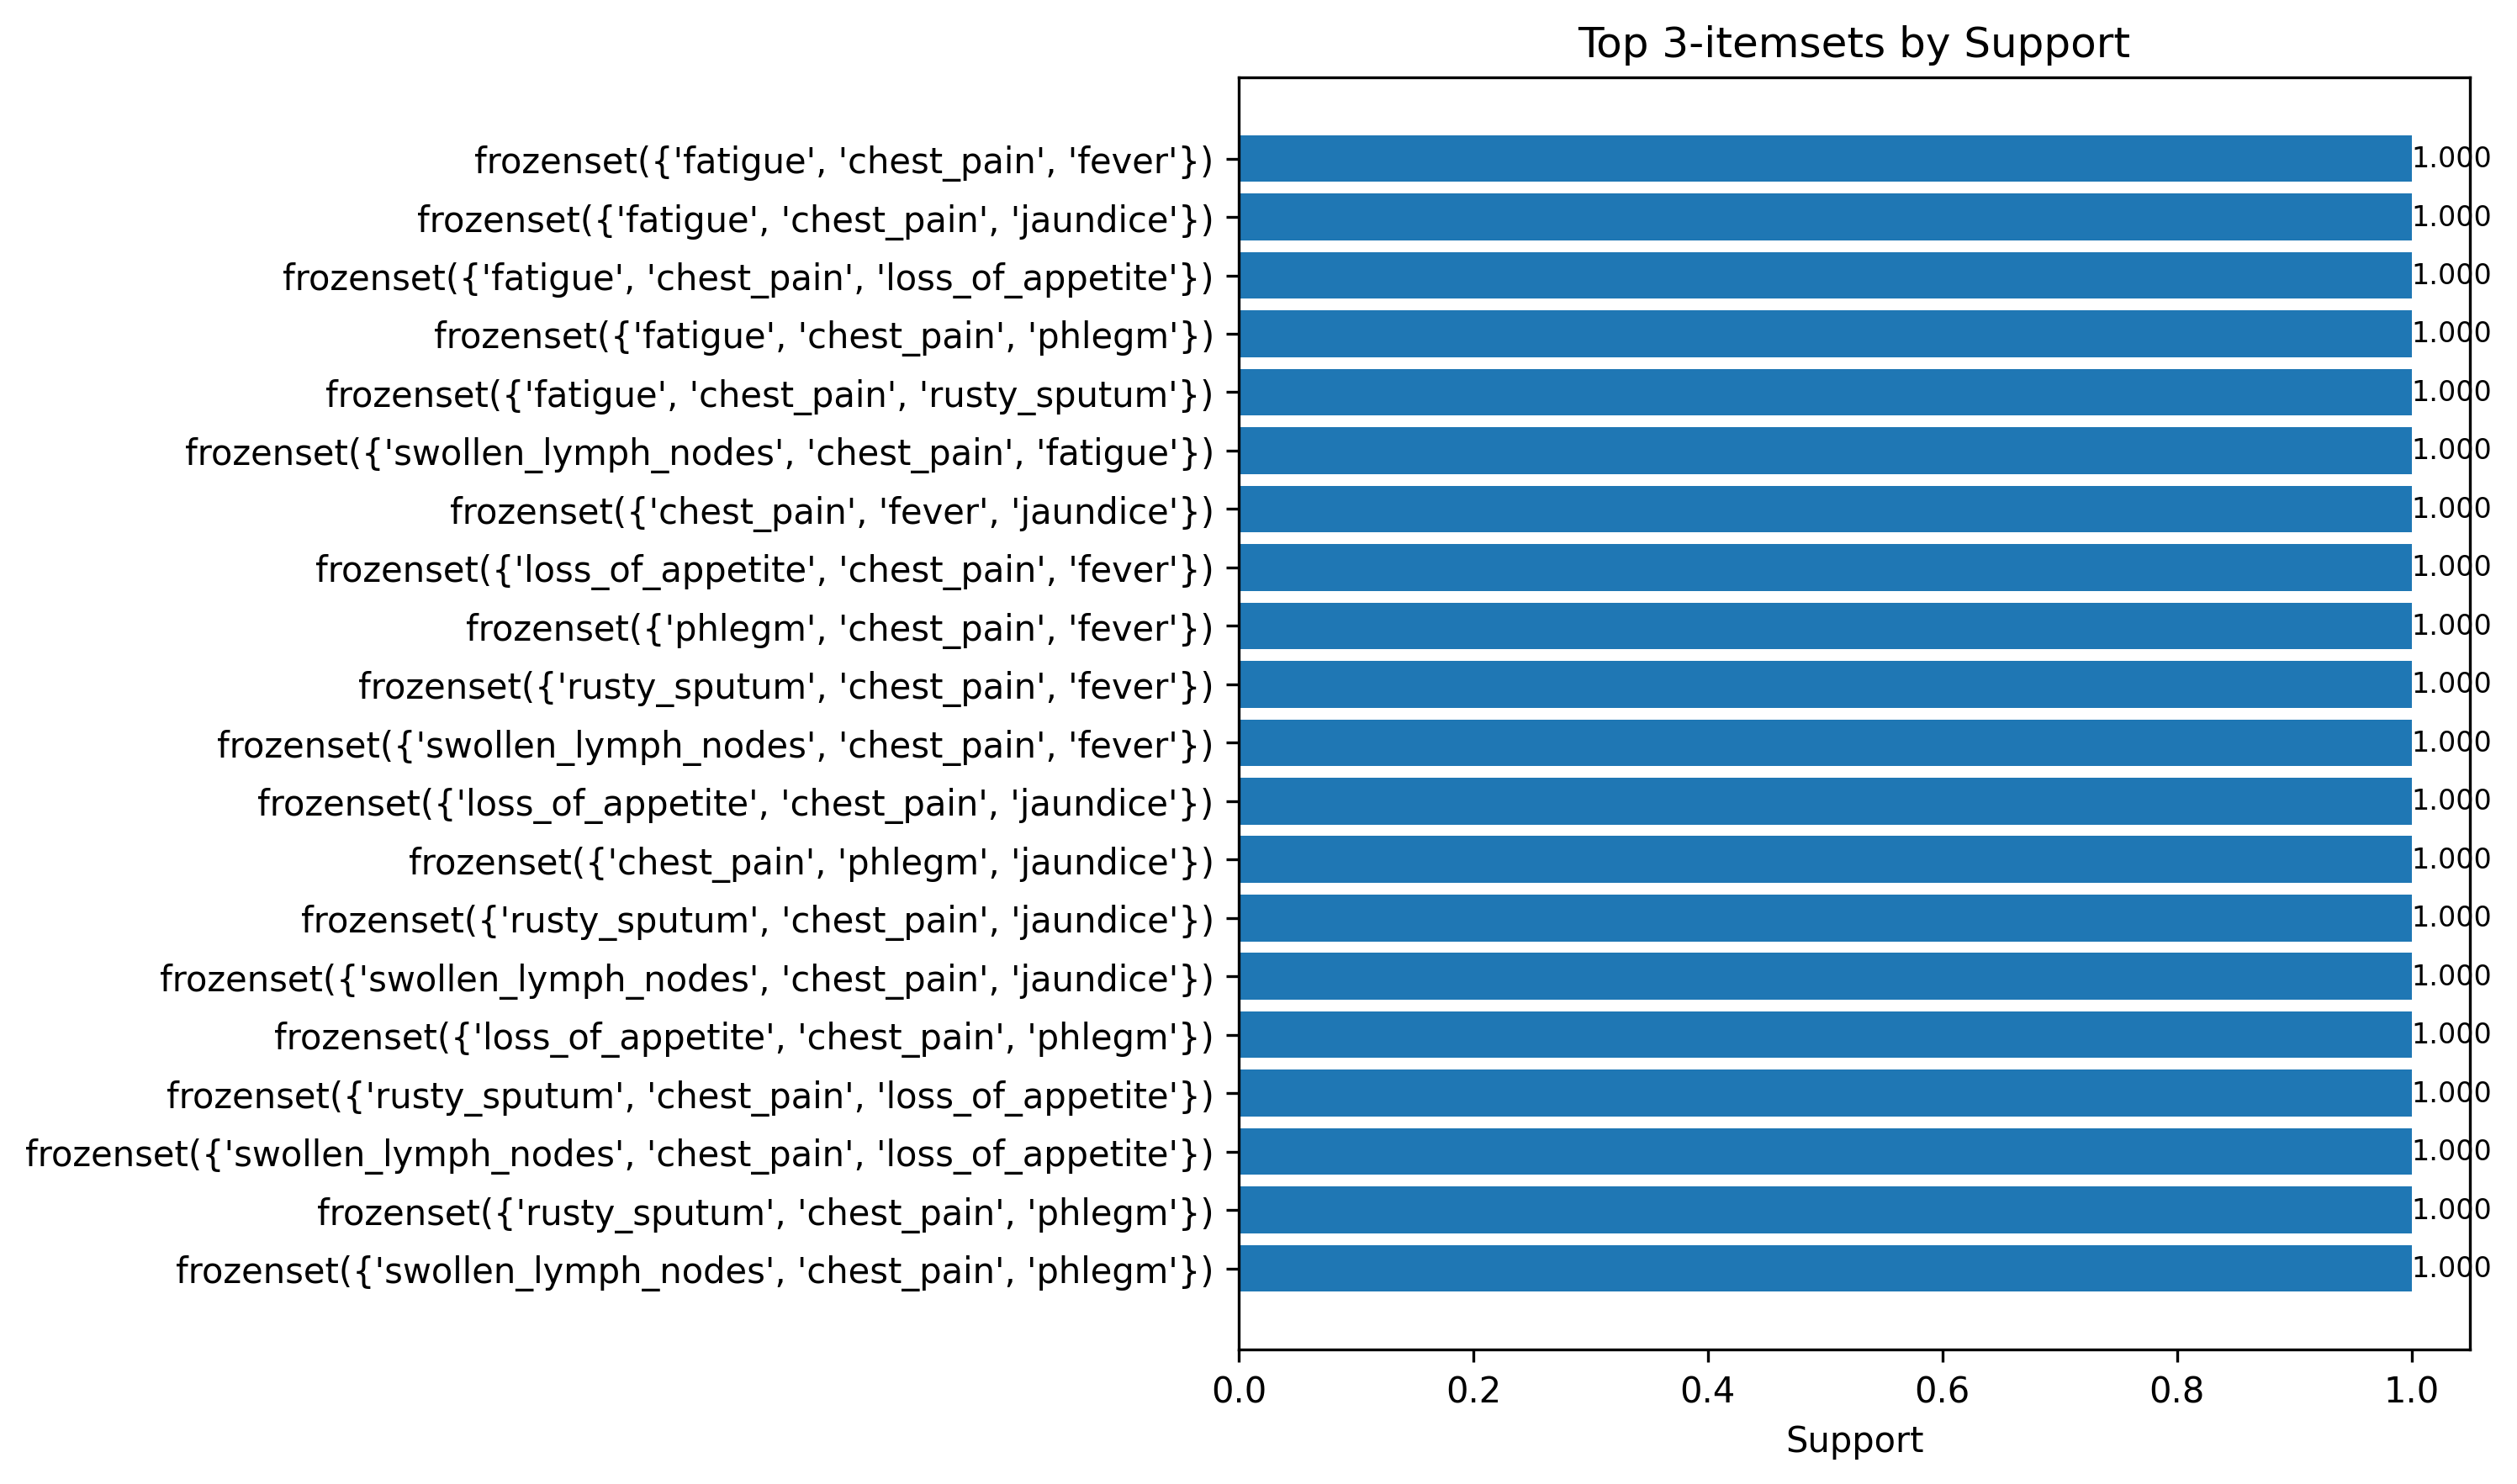 Top 3-itemsets by Support
frozenset({'fatigue', 'chest_pain', 'fever'})
1.000
frozenset({'fatigue', 'chest_pain', 'jaundice'})
1.000
frozenset({'fatigue', 'chest_pain', 'loss_of_appetite'})
1.000
frozenset({'fatigue', 'chest_pain', 'phlegm'})
1.000
frozenset({'fatigue', 'chest_pain', 'rusty_sputum'})
1.000
frozenset({'swollen_lymph_nodes', 'chest_pain', 'fatigue'})
1.000
frozenset({'chest_pain', 'fever', 'jaundice'})
1.000
frozenset({'loss_of_appetite', 'chest_pain', 'fever'})
1.000
frozenset({'phlegm', 'chest_pain', 'fever'})
1.000
frozenset({'rusty_sputum', 'chest_pain', 'fever'})
1.000
frozenset({'swollen_lymph_nodes', 'chest_pain', 'fever'})
1.000
frozenset({'loss_of_appetite', 'chest_pain', 'jaundice'})
1.000
frozenset({'chest_pain', 'phlegm', 'jaundice'})
1.000
frozenset({'rusty_sputum', 'chest_pain', 'jaundice'})
1.000
frozenset({'swollen_lymph_nodes', 'chest_pain', 'jaundice'})
1.000
frozenset({'loss_of_appetite', 'chest_pain', 'phlegm'})
1.000
frozenset({'rusty_sputum', 'chest_pain', 'loss_of_appetite'})
1.000
frozenset({'swollen_lymph_nodes', 'chest_pain', 'loss_of_appetite'})
1.000
frozenset({'rusty_sputum', 'chest_pain', 'phlegm'})
1.000
frozenset({'swollen_lymph_nodes', 'chest_pain', 'phlegm'})
1.000
0.0 0.2 0.4 0.6 0.8 1.0
Support